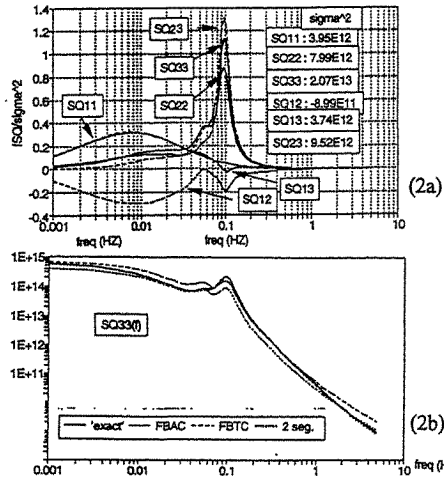 fSQ/sigma^2
1.4
1.2
1
0.8
0.6
0.4
0.2
0
-0.2
-0.4
SQ23
SQ33
SQ22
SQ11
SQ12
SQ13
sigma^2
SQ11 : 3.95E12
SQ22 : 7.99E12
SQ33 : 2.07E13
SQ12 : -8.99E11
SQ13 : 3.74E12
SQ23 : 9.52E12
0.001 0.01 0.1 1 10
freq (HZ) freq (HZ)
(2a)
1E+15
1E+14
1E+13
1E+12
1E+11
SQ33(f)
'exact' FBAC FBTC 2 seg.
0.001 0.01 0.1 1 10
freq (
(2b)